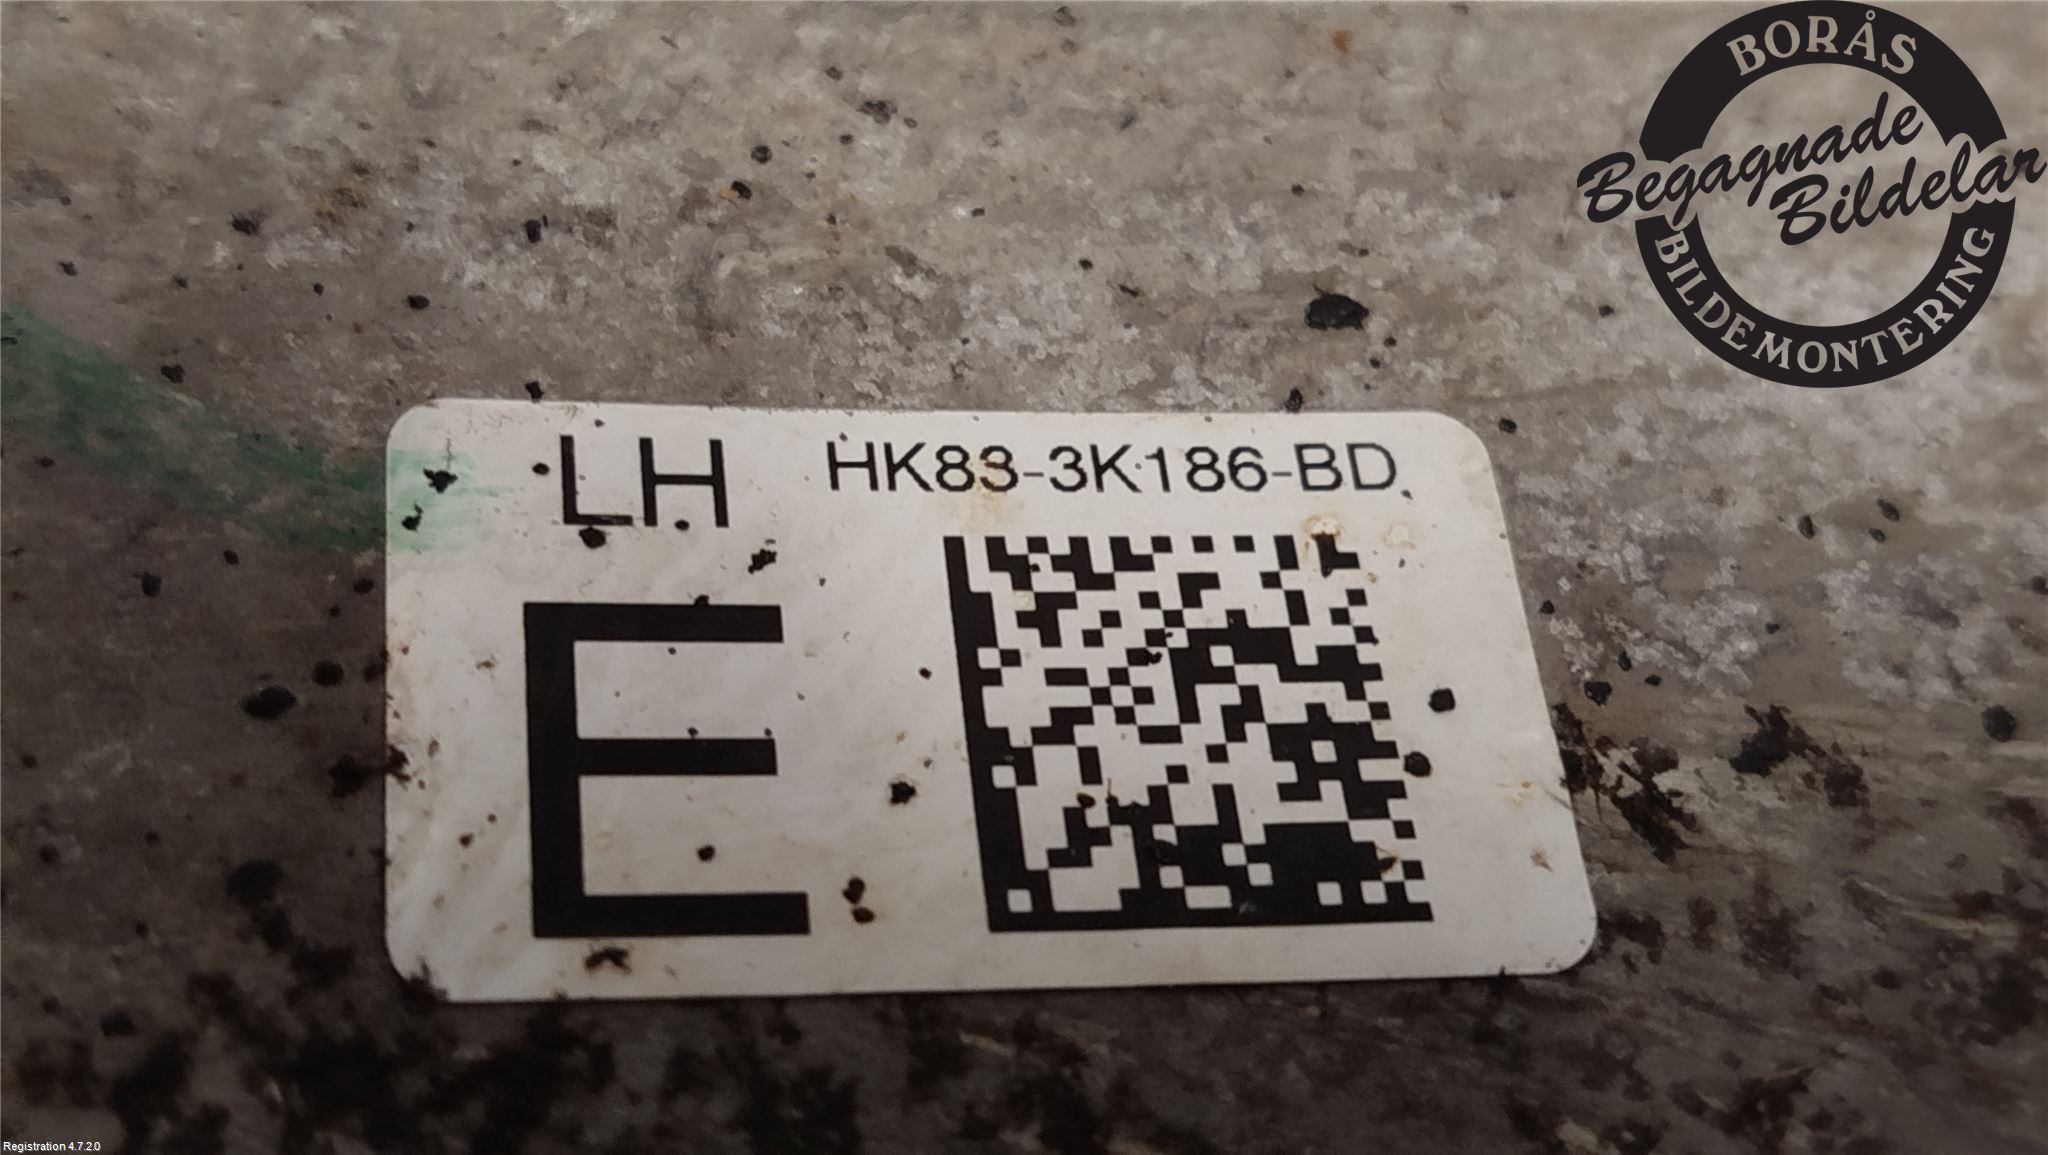 BORÅS
Begagnade
Bildelar
BILDEMONTERING
LH HK83-3K186-BD
E
Registration 4.7.2.0